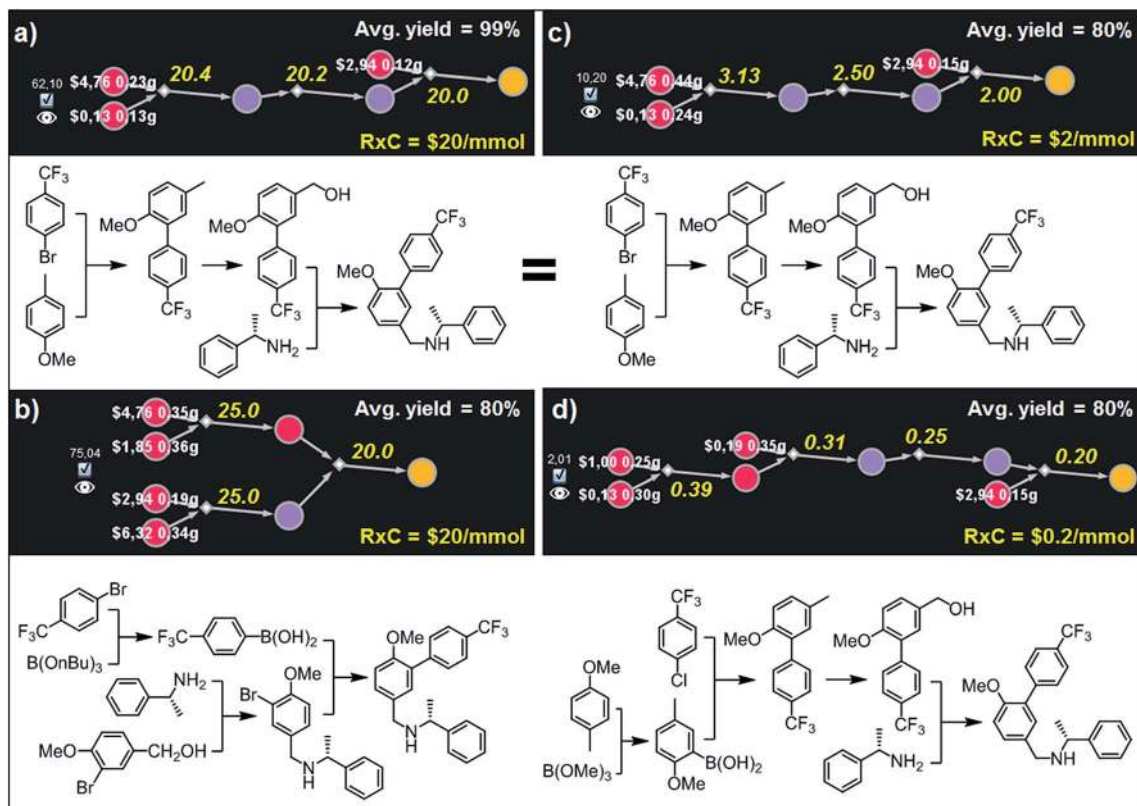 a)
Avg. yield = 99%
62,10
$4,76 0,23g
20.4
20.2
$2,94 0,12g
20.0
$0,13 0,13g
RxC = $20/mmol
CF₃
Br
OMe
MeO
CF₃
OH
MeO
CF₃
NH₂
CF₃
MeO
NH
=
c)
Avg. yield = 80%
10,20
$4,76 0,44g
3.13
2.50
$2,94 0,15g
2.00
$0,13 0,24g
RxC = $2/mmol
CF₃
Br
OMe
MeO
CF₃
OH
MeO
CF₃
NH₂
CF₃
MeO
NH
b)
Avg. yield = 80%
75,04
$4,76 0,35g
25.0
$1,85 0,36g
20.0
$2,94 0,19g
25.0
$6,32 0,34g
RxC = $20/mmol
Br
F₃C
B(OnBu)₃
F₃C
B(OH)₂
NH₂
MeO
Br
CH₂OH
OMe
Br
N
H
CF₃
MeO
N
H
d)
Avg. yield = 80%
2,01
$1,00 0,25g
$0,13 0,30g
0.39
$0,19 0,35g
0.31
0.25
$2,94 0,15g
0.20
RxC = $0.2/mmol
OMe
B(OMe)₃
CF₃
Cl
B(OH)₂
OMe
MeO
CF₃
OH
MeO
CF₃
NH₂
CF₃
MeO
NH